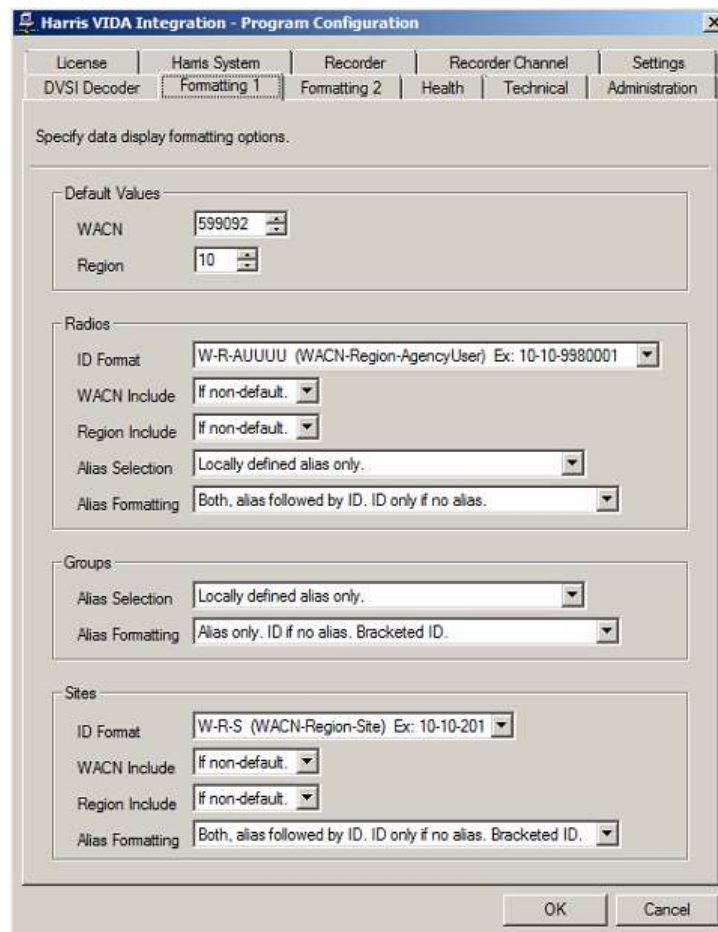 Harris VIDA Integration - Program Configuration
License Harris System Recorder Recorder Channel Settings
DVSI Decoder Formatting 1 Formatting 2 Health Technical Administration
Specify data display formatting options.
Default Values
WACN 599092
Region 10
Radios
ID Format W-R-AUUUU (WACN-Region-AgencyUser) Ex: 10-10-9980001
WACN Include If non-default.
Region Include If non-default.
Alias Selection Locally defined alias only.
Alias Formatting Both, alias followed by ID. ID only if no alias.
Groups
Alias Selection Locally defined alias only.
Alias Formatting Alias only. ID if no alias. Bracketed ID.
Sites
ID Format W-R-S (WACN-Region-Site) Ex: 10-10-201
WACN Include If non-default.
Region Include If non-default.
Alias Formatting Both, alias followed by ID. ID only if no alias. Bracketed ID.
OK Cancel